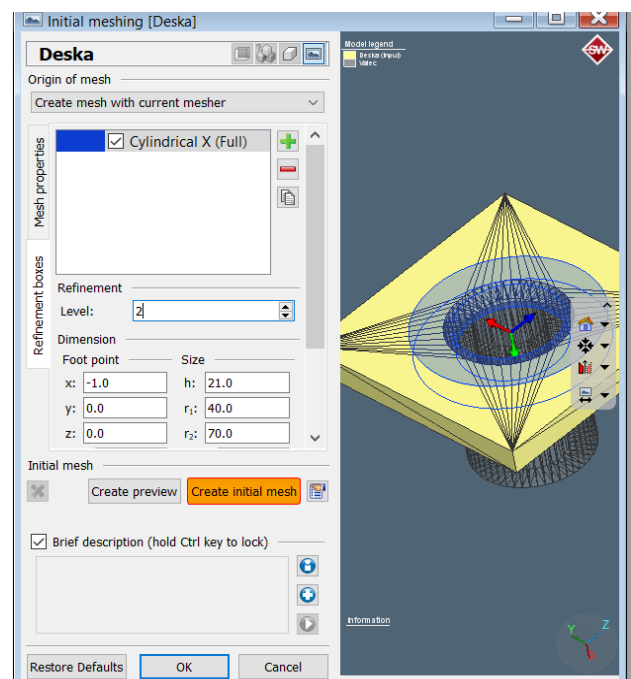 Initial meshing [Deska]
Deska
Origin of mesh
Create mesh with current mesher
Mesh properties
Refinement boxes
Cylindrical X (Full)
Refinement
Level: 2
Dimension
Foot point Size
x: -1.0 h: 21.0
y: 0.0 r₁: 40.0
z: 0.0 r₂: 70.0
Initial mesh
Create preview Create initial mesh
Brief description (hold Ctrl key to lock)
Restore Defaults OK Cancel
Model legend
Deska (Input)
Valec
SW
Information
Y Z